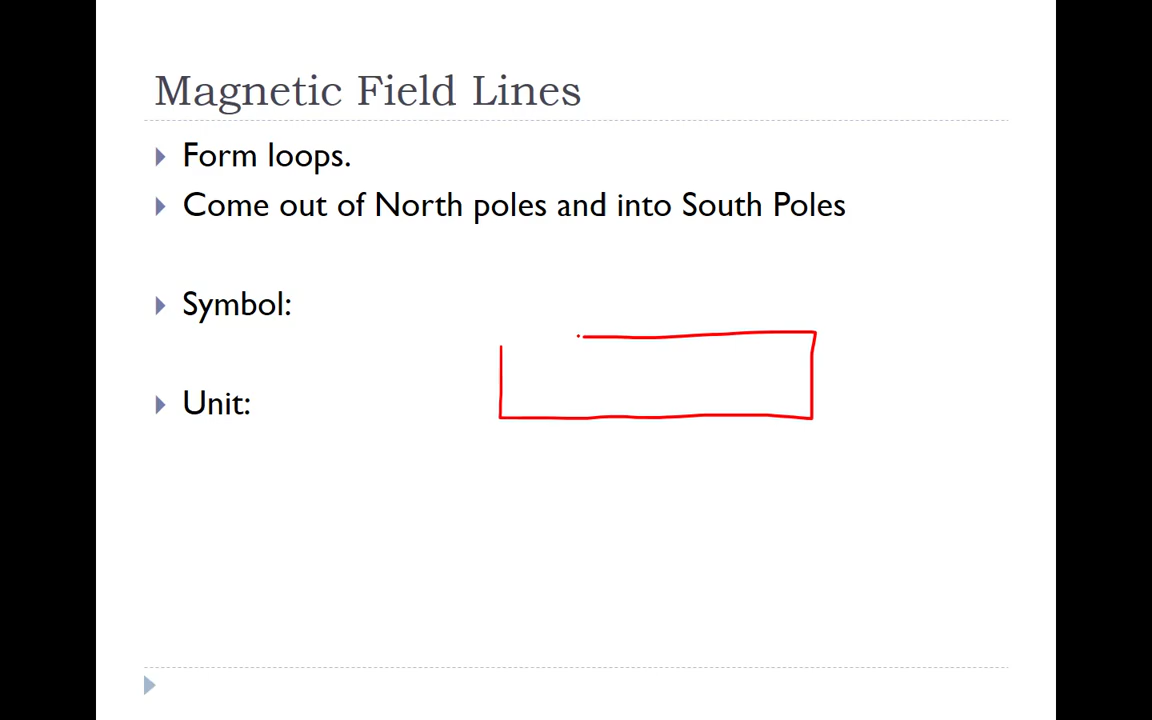 Magnetic Field Lines
Form loops.
Come out of North poles and into South Poles
Symbol:
Unit: